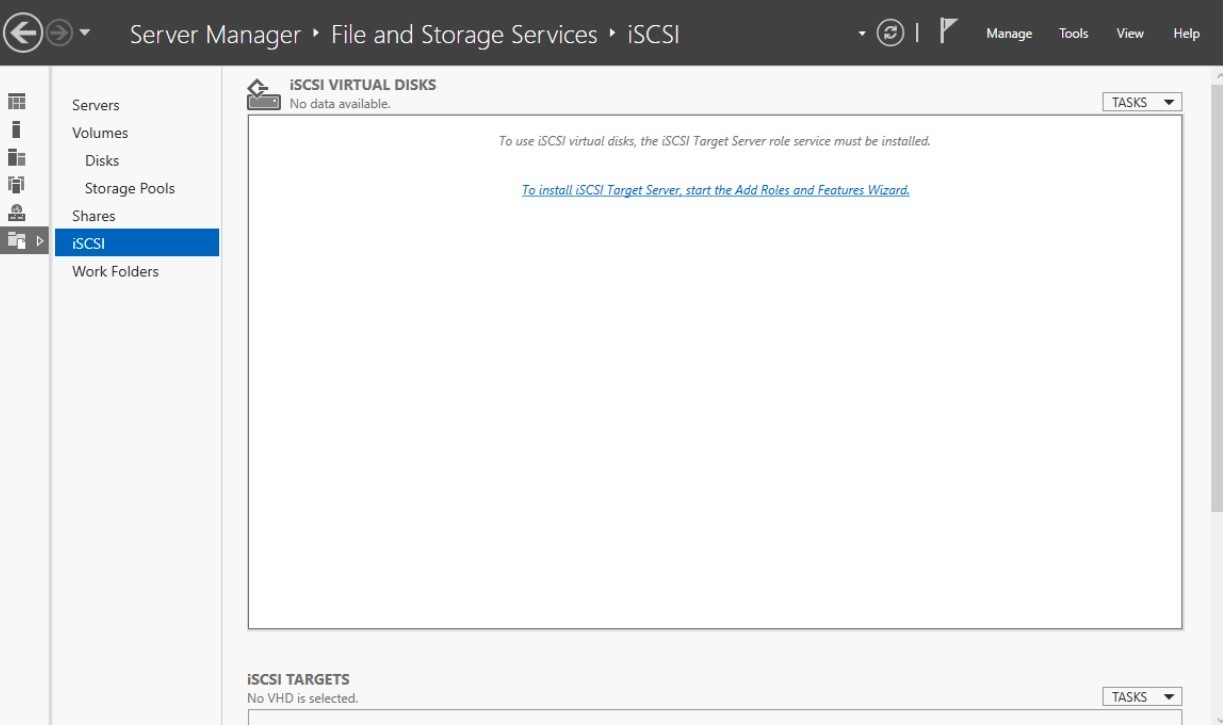 Server Manager ‣ File and Storage Services ‣ iSCSI
Manage Tools View Help
Servers
Volumes
Disks
Storage Pools
Shares
iSCSI
Work Folders
iSCSI VIRTUAL DISKS
No data available.
TASKS
To use iSCSI virtual disks, the iSCSI Target Server role service must be installed.
To install iSCSI Target Server, start the Add Roles and Features Wizard.
iSCSI TARGETS
No VHD is selected.
TASKS